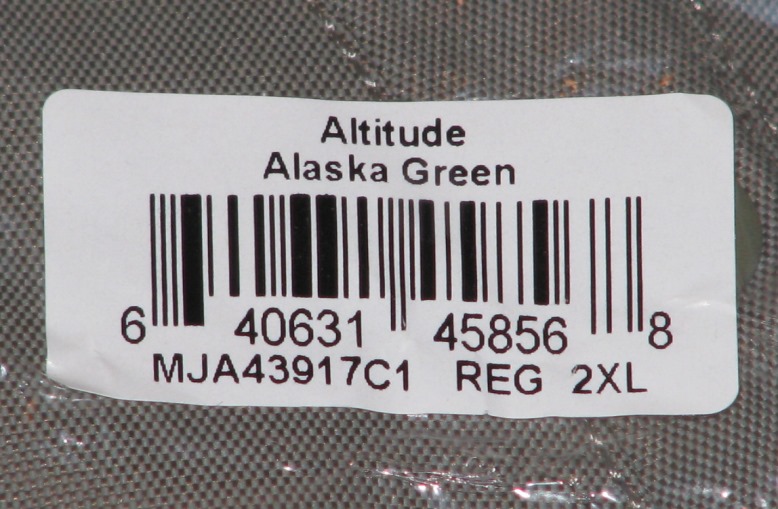 Altitude
Alaska Green
6 40631 45856 8
MJA43917C1 REG 2XL